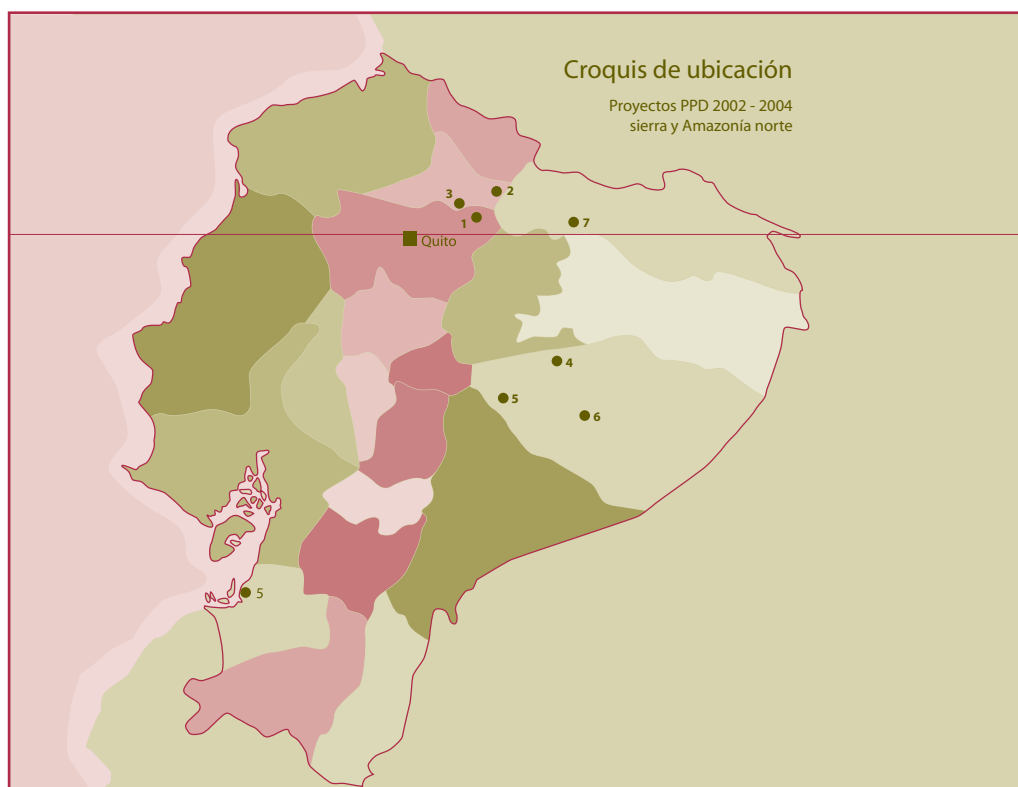 Croquis de ubicación
Proyectos PPD 2002 - 2004
sierra y Amazonía norte
2
3
1
7
Quito
4
5
6
5